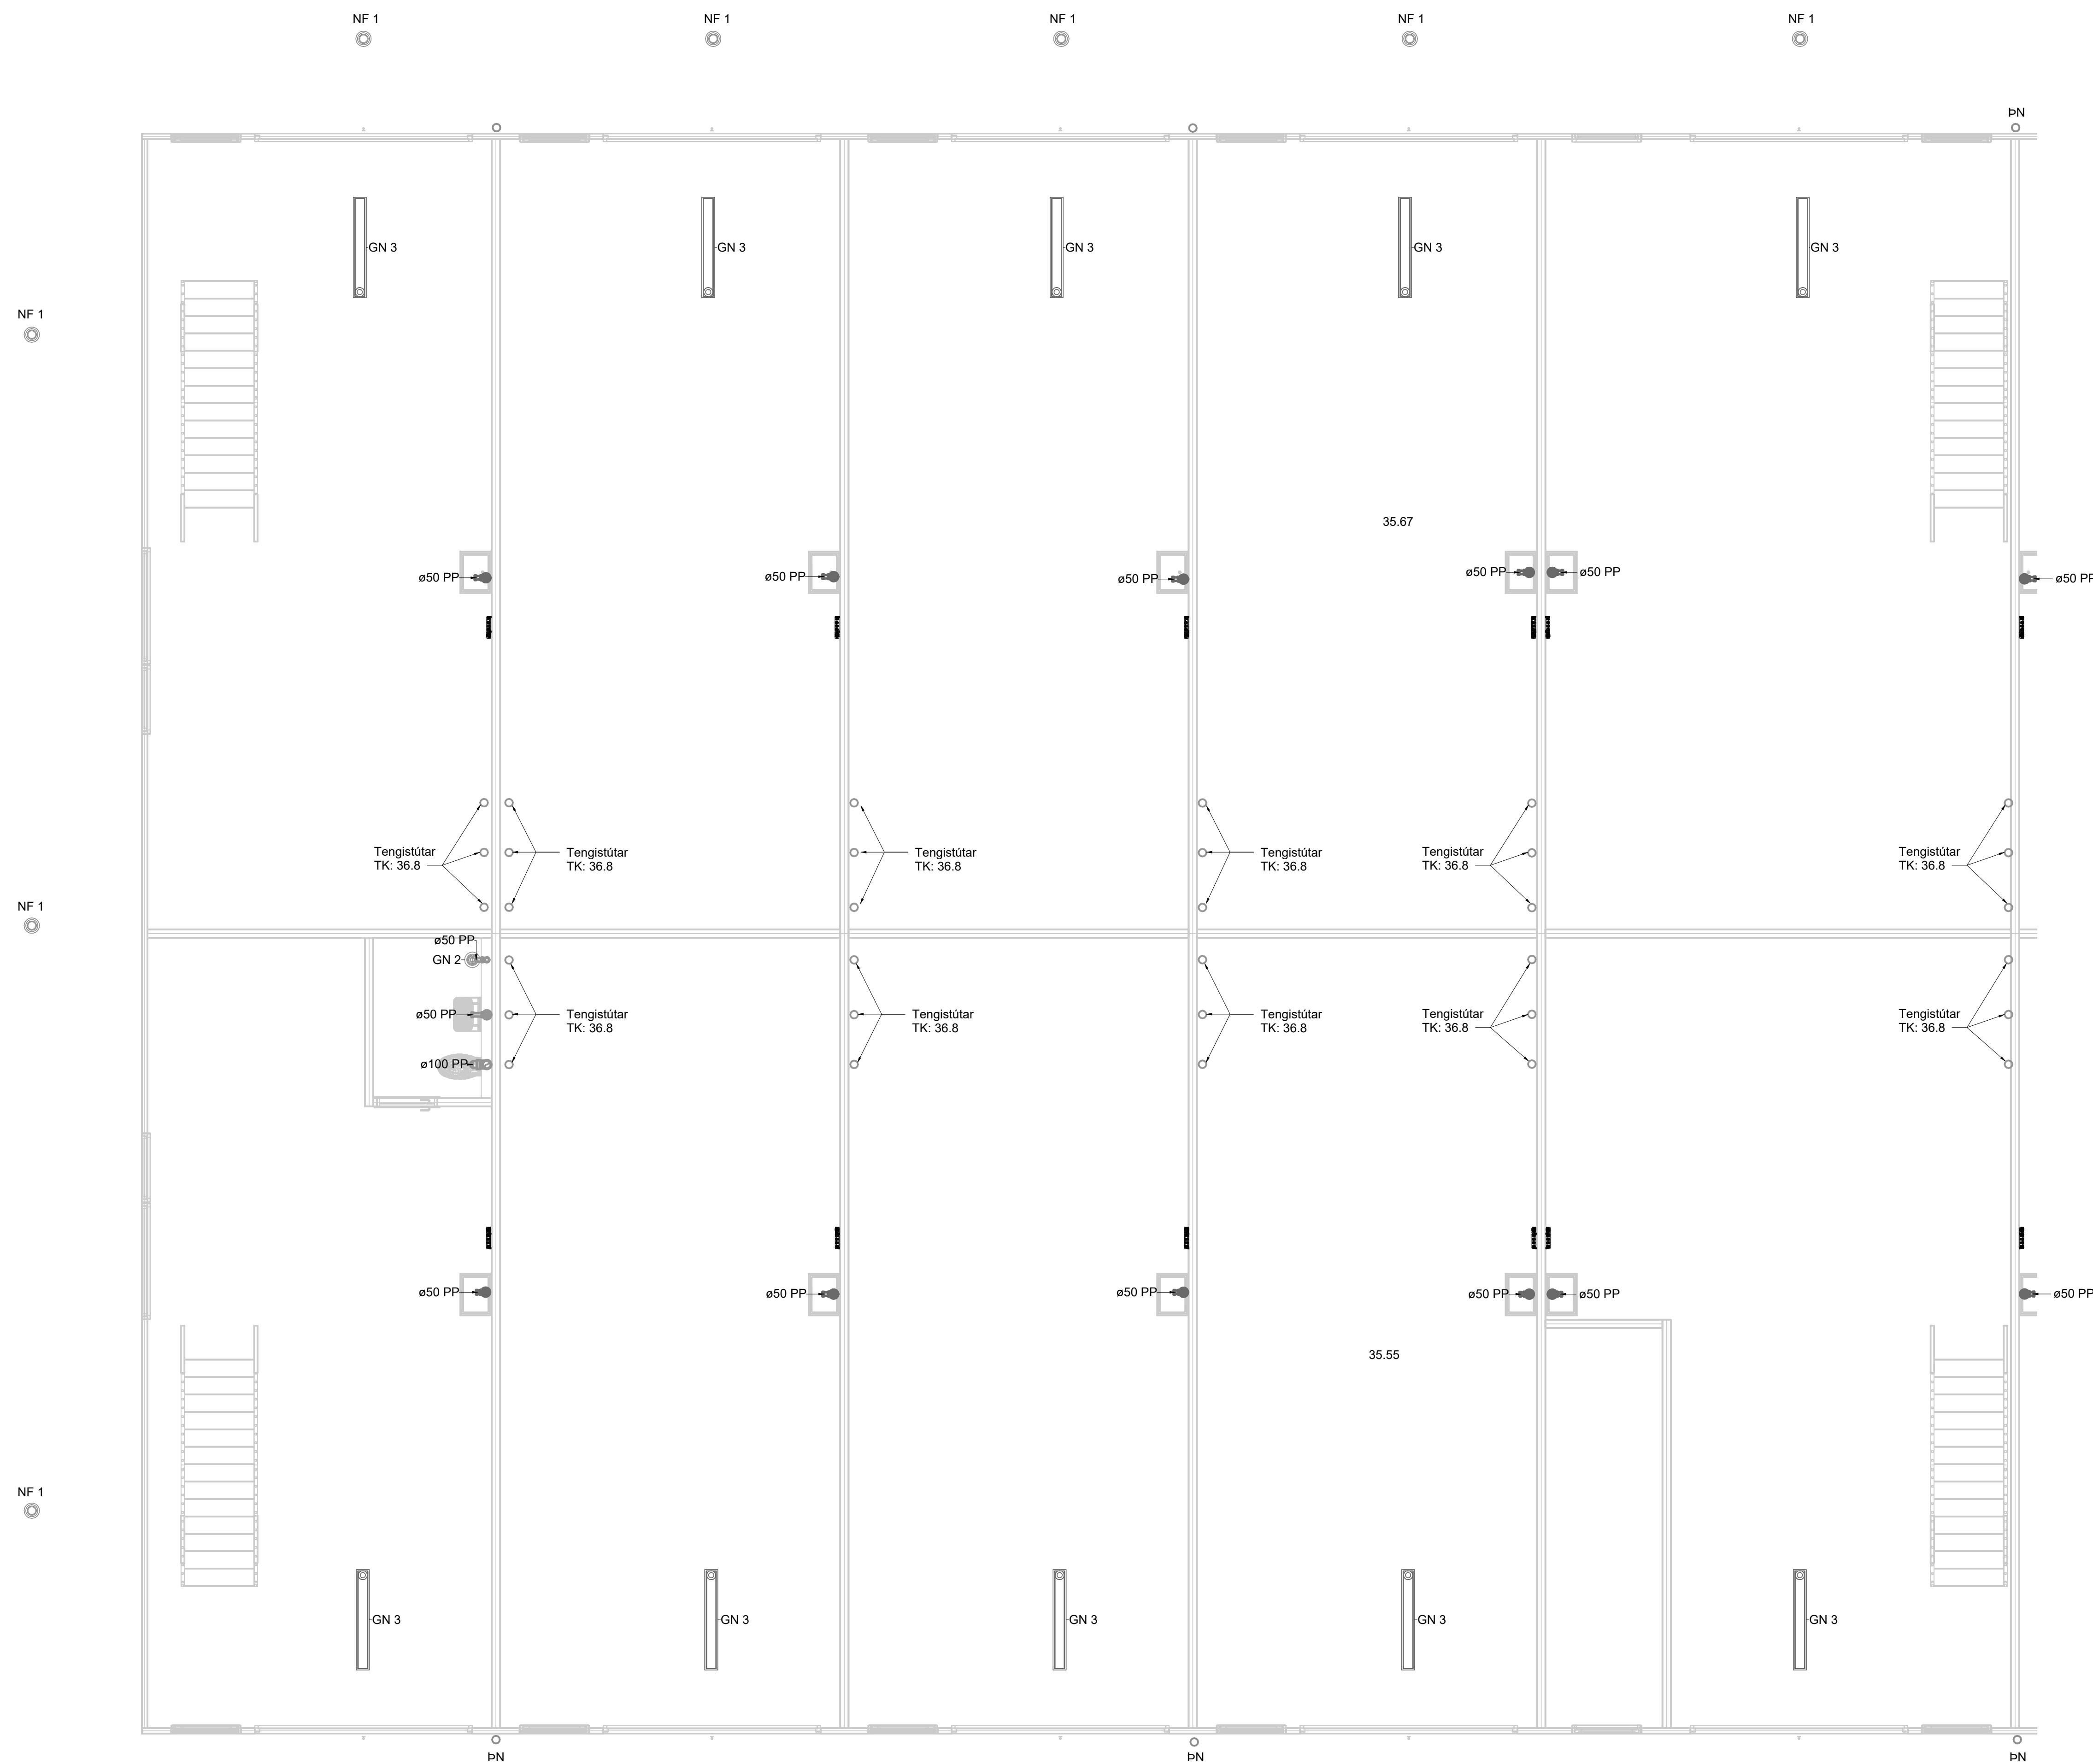 NF 1
NF 1
NF 1
NF 1
NF 1
ÞN
GN 3
GN 3
GN 3
GN 3
GN 3
NF 1
35.67
ø50 PP
ø50 PP
ø50 PP
ø50 PP
ø50 PP
ø50 PP
Tengistútar
TK: 36.8
Tengistútar
TK: 36.8
Tengistútar
TK: 36.8
Tengistútar
TK: 36.8
Tengistútar
TK: 36.8
Tengistútar
TK: 36.8
NF 1
ø50 PP
GN 2
ø50 PP
ø100 PP
Tengistútar
TK: 36.8
Tengistútar
TK: 36.8
Tengistútar
TK: 36.8
Tengistútar
TK: 36.8
Tengistútar
TK: 36.8
ø50 PP
ø50 PP
ø50 PP
ø50 PP
ø50 PP
ø50 PP
35.55
NF 1
GN 3
GN 3
GN 3
GN 3
GN 3
ÞN
ÞN
ÞN